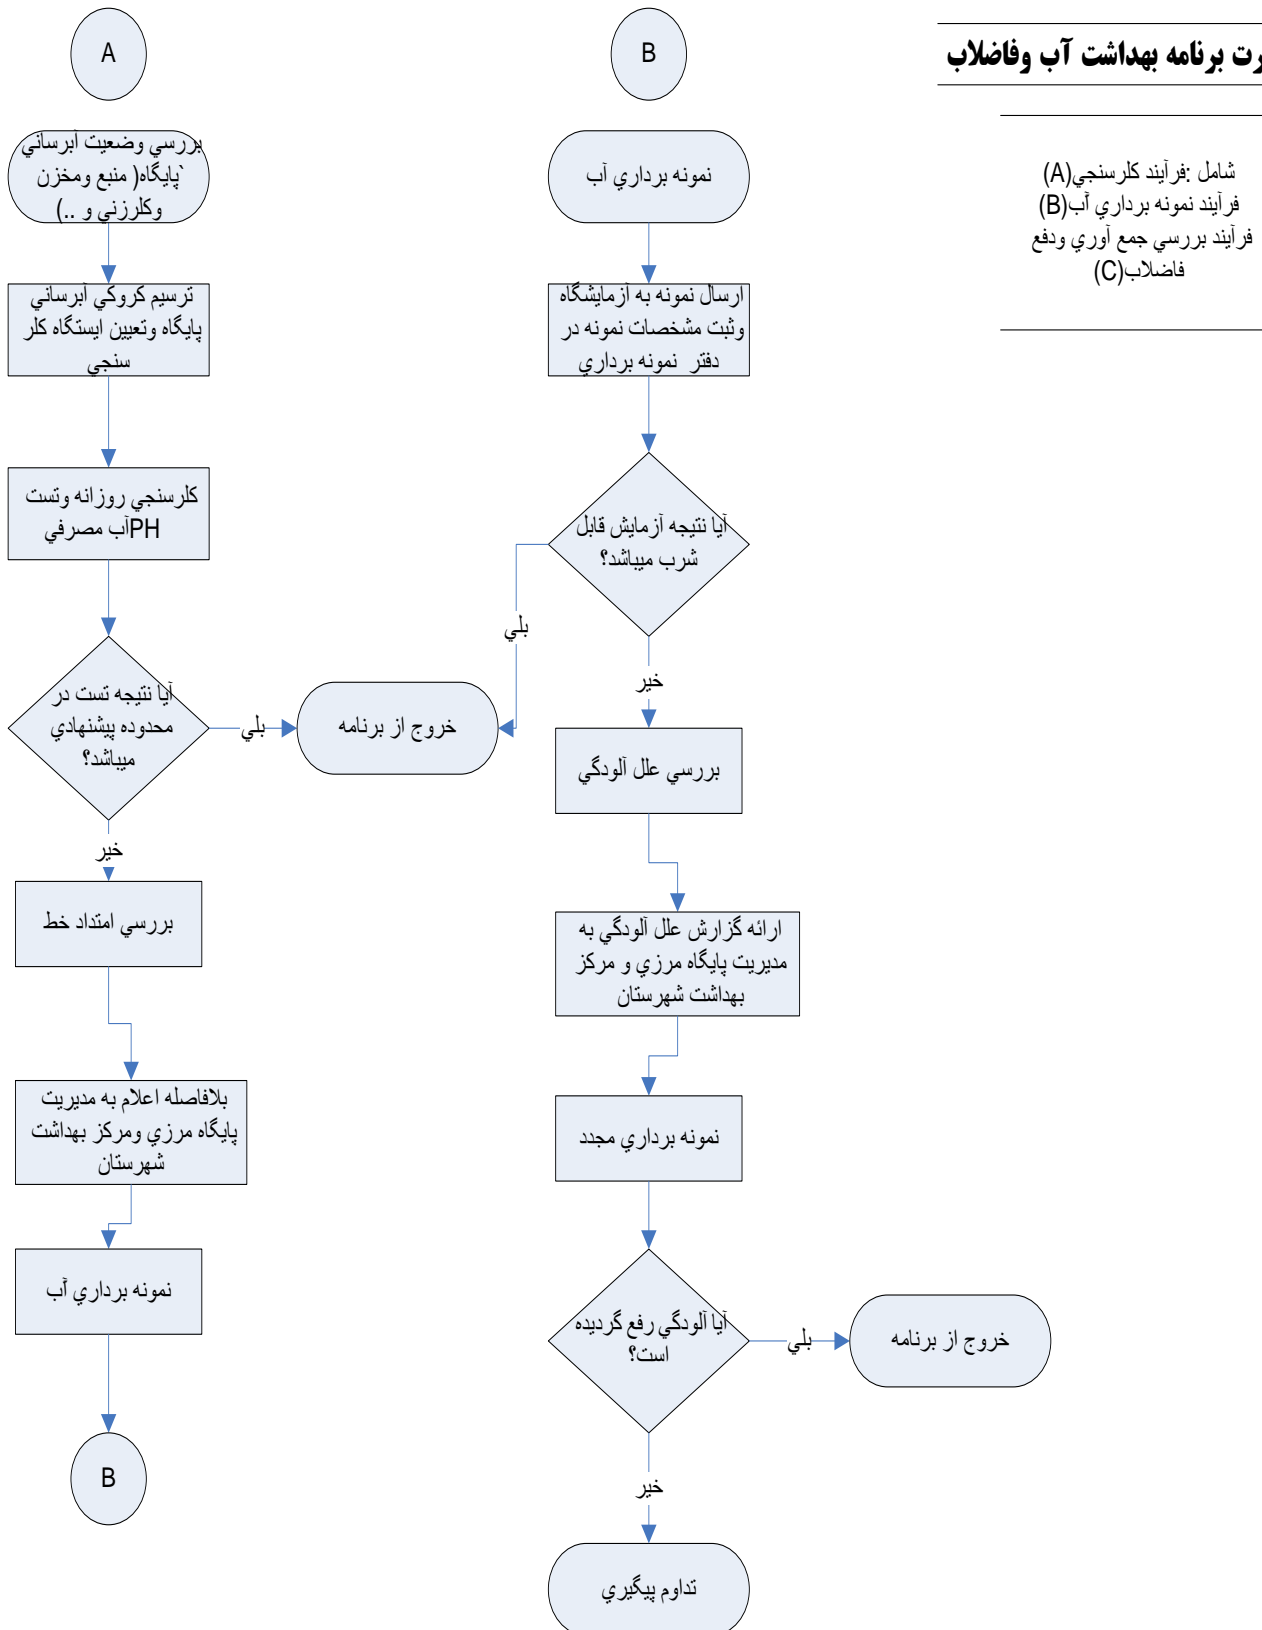 رت برنامه بهداشت آب وفاضلاب
شامل :فرآيند كلرسنجي(A)
فرآيند نمونه برداري آب(B)
فرآيند بررسي جمع آوري ودفع
فاضلاب(C)
A
بررسي وضعيت آبرساني
پايگاه( منبع ومخزن`
وكلرزني و ..)
ترسيم كروكي آبرساني
پايگاه وتعيين ايستگاه كلر
سنجي
كلرسنجي روزانه وتست
PHآب مصرفي
آيا نتيجه تست در
محدوده پيشنهادي
ميباشد؟
بلي
خروج از برنامه
خير
بررسي امتداد خط
بلافاصله اعلام به مديريت
پايگاه مرزي ومركز بهداشت
شهرستان
نمونه برداري آب
B
B
نمونه برداري آب
ارسال نمونه به آزمايشگاه
وثبت مشخصات نمونه در
دفتر نمونه برداري
آيا نتيجه آزمايش قابل
شرب ميباشد؟
بلي
خير
بررسي علل آلودگي
ارائه گزارش علل آلودگي به
مديريت پايگاه مرزي و مركز
بهداشت شهرستان
نمونه برداري مجدد
آيا آلودگي رفع گرديده
است؟
بلي
خروج از برنامه
خير
تداوم پيگيري